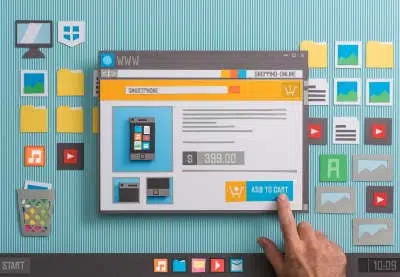 WWW
SHOPPING-ONLINE
SMARTPHONE
$ 399.00
ADD TO CART
A
START
10:09